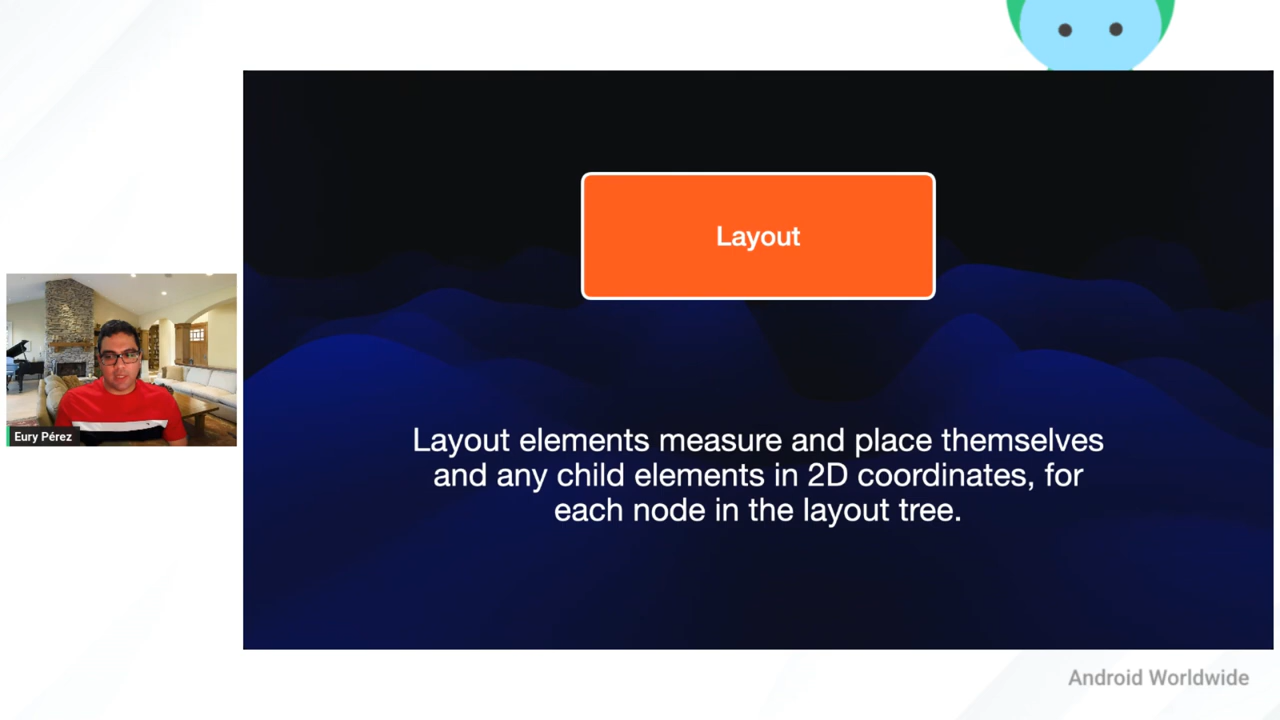 Layout
Eury Pérez
Layout elements measure and place themselves
and any child elements in 2D coordinates, for
each node in the layout tree.
Android Worldwide